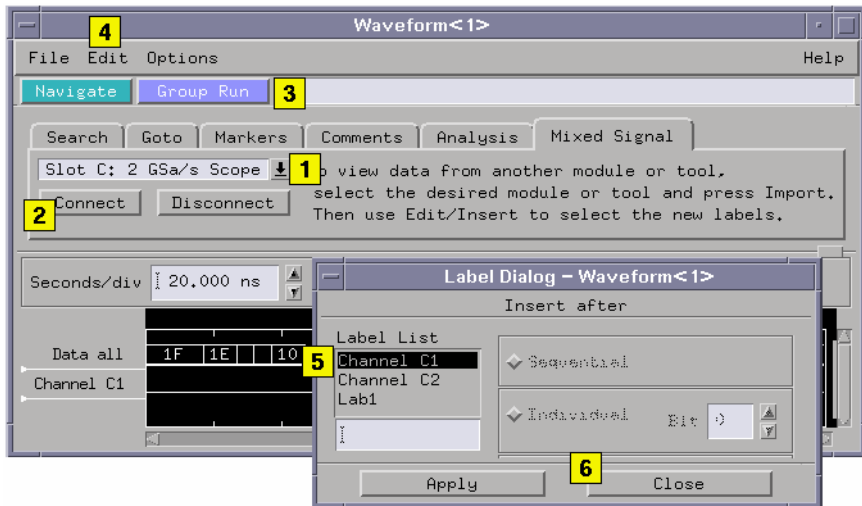 Waveform<1>
4
File Edit Options Help
Navigate Group Run 3
Search Goto Markers Comments Analysis Mixed Signal
Slot C: 2 GSa/s Scope 1 o view data from another module or tool,
select the desired module or tool and press Import.
2 Connect Disconnect
Then use Edit/Insert to select the new labels.
Seconds/div 20.000 ns
Label Dialog – Waveform<1>
Insert after
Label List
Data all 1F 1E 10
5 Channel C1 Sequential
Channel C2
Channel C1
Lab1
Individual Bit 0
6
Apply Close